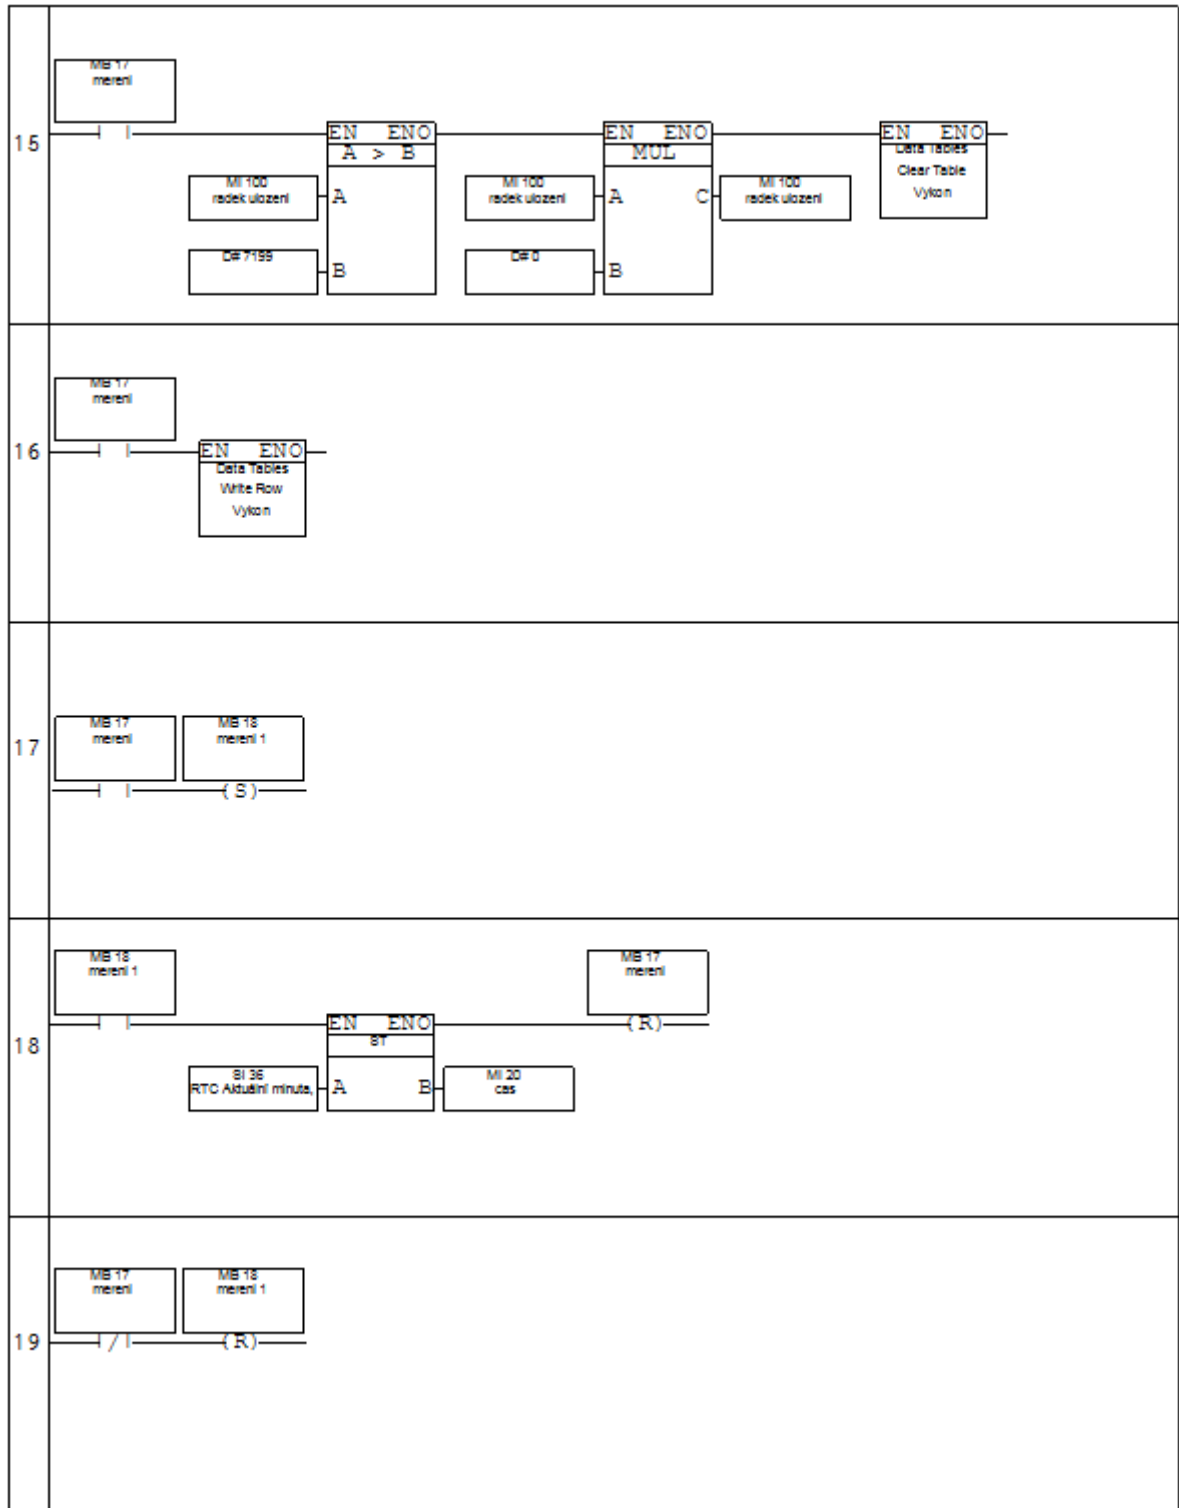 15
MB 17
mereni
EN ENO
A > B
MI 100
radek ulozeni
A
D# 7199
B
EN ENO
MUL
MI 100
radek ulozeni
A
C
MI 100
radek ulozeni
D# 0
B
EN ENO
Data Tables
Clear Table
Vykon
16
MB 17
mereni
EN ENO
Data Tables
Write Row
Vykon
17
MB 17
mereni
MB 18
mereni 1
(S)
18
MB 18
mereni 1
EN ENO
ST
SI 36
RTC Aktuální minuta,
A
B
MI 20
cas
MB 17
mereni
(R)
19
MB 17
mereni
/
MB 18
mereni 1
(R)